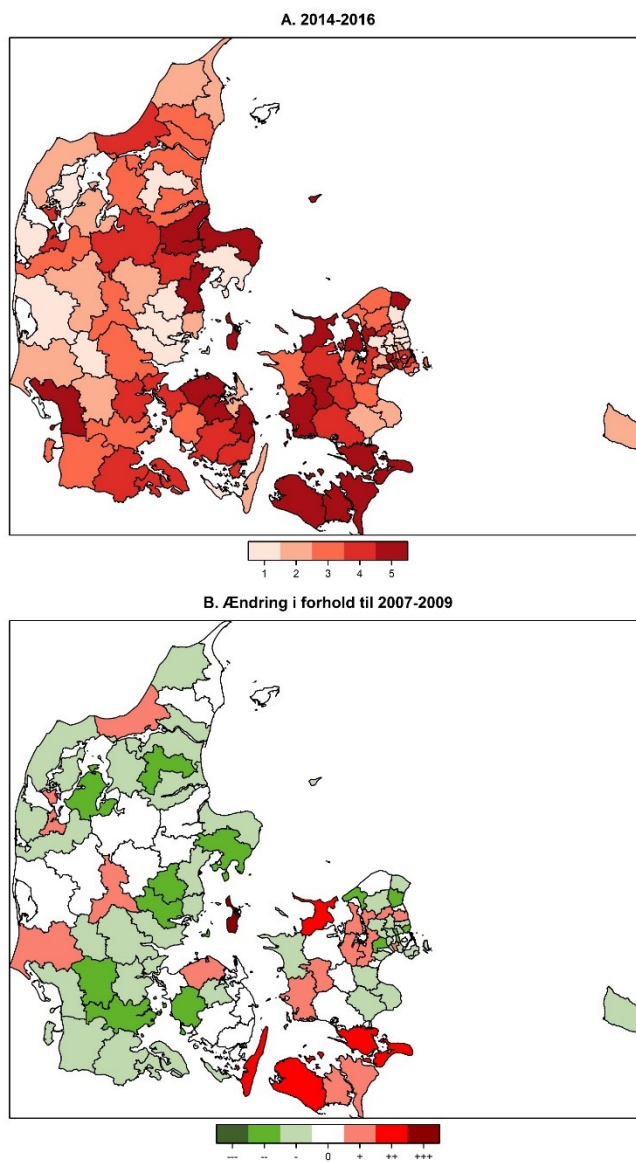 A. 2014-2016
1 2 3 4 5
B. Ændring i forhold til 2007-2009
--- -- - 0 + ++ +++